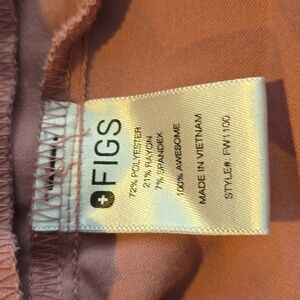 FIGS
72% POLYESTER
21% RAYON
7% SPANDEX
100% AWESOME
MADE IN VIETNAM
STYLE#: FW1100